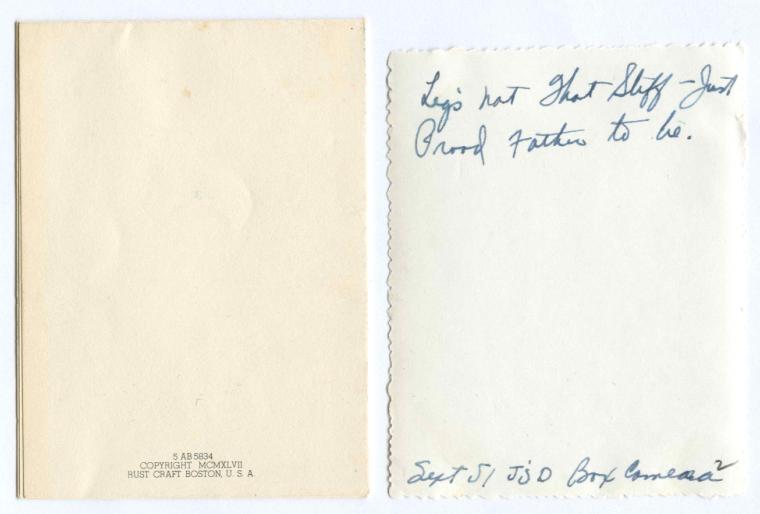 5 AB 5834
COPYRIGHT MCMXLVII
RUST CRAFT BOSTON, U. S. A.
Leg's not That Stiff - Just
Proud Father to be.
Sept 51 J's D Box Camera 2